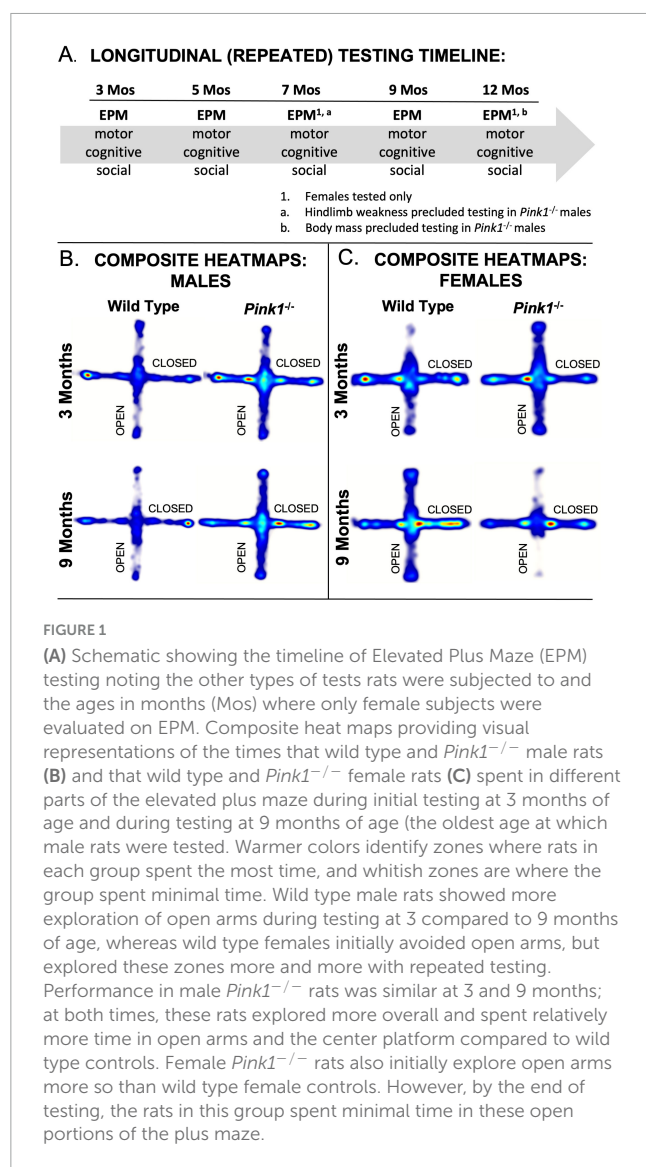 A. LONGITUDINAL (REPEATED) TESTING TIMELINE:
3 Mos 5 Mos 7 Mos 9 Mos 12 Mos
EPM EPM EPM1, a EPM EPM1, b
motor motor motor motor motor
cognitive cognitive cognitive cognitive cognitive
social social social social social
1. Females tested only
a. Hindlimb weakness precluded testing in Pink1-/- males
b. Body mass precluded testing in Pink1-/- males
B. COMPOSITE HEATMAPS:
MALES
Wild Type Pink1-/-
3 Months
CLOSED CLOSED
OPEN OPEN
9 Months
CLOSED CLOSED
OPEN OPEN
C. COMPOSITE HEATMAPS:
FEMALES
Wild Type Pink1-/-
3 Months
CLOSED CLOSED
OPEN OPEN
9 Months
CLOSED CLOSED
OPEN OPEN
FIGURE 1
(A) Schematic showing the timeline of Elevated Plus Maze (EPM)
testing noting the other types of tests rats were subjected to and
the ages in months (Mos) where only female subjects were
evaluated on EPM. Composite heat maps providing visual
representations of the times that wild type and Pink1−/− male rats
(B) and that wild type and Pink1−/− female rats (C) spent in different
parts of the elevated plus maze during initial testing at 3 months of
age and during testing at 9 months of age (the oldest age at which
male rats were tested. Warmer colors identify zones where rats in
each group spent the most time, and whitish zones are where the
group spent minimal time. Wild type male rats showed more
exploration of open arms during testing at 3 compared to 9 months
of age, whereas wild type females initially avoided open arms, but
explored these zones more and more with repeated testing.
Performance in male Pink1−/− rats was similar at 3 and 9 months;
at both times, these rats explored more overall and spent relatively
more time in open arms and the center platform compared to wild
type controls. Female Pink1−/− rats also initially explore open arms
more so than wild type female controls. However, by the end of
testing, the rats in this group spent minimal time in these open
portions of the plus maze.